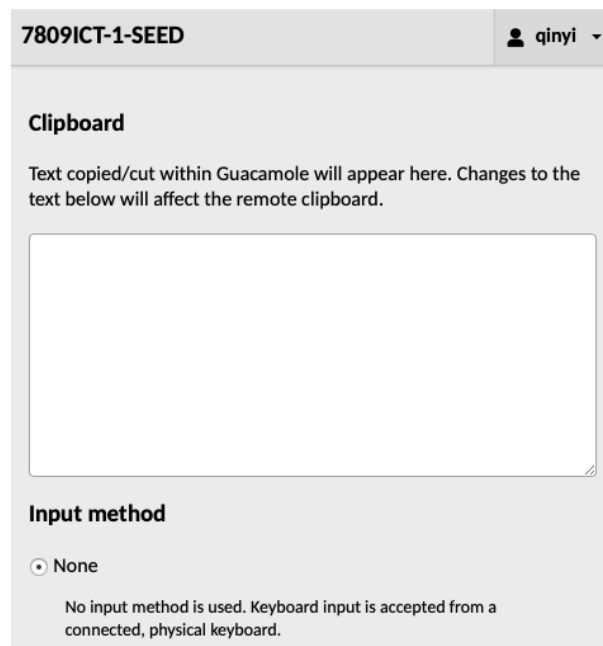 7809ICT-1-SEED
qinyi
Clipboard
Text copied/cut within Guacamole will appear here. Changes to the
text below will affect the remote clipboard.
Input method
None
No input method is used. Keyboard input is accepted from a
connected, physical keyboard.